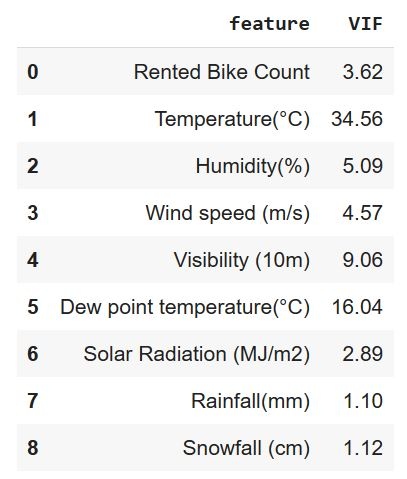 feature VIF
0 Rented Bike Count 3.62
1 Temperature(°C) 34.56
2 Humidity(%) 5.09
3 Wind speed (m/s) 4.57
4 Visibility (10m) 9.06
5 Dew point temperature(°C) 16.04
6 Solar Radiation (MJ/m2) 2.89
7 Rainfall(mm) 1.10
8 Snowfall (cm) 1.12